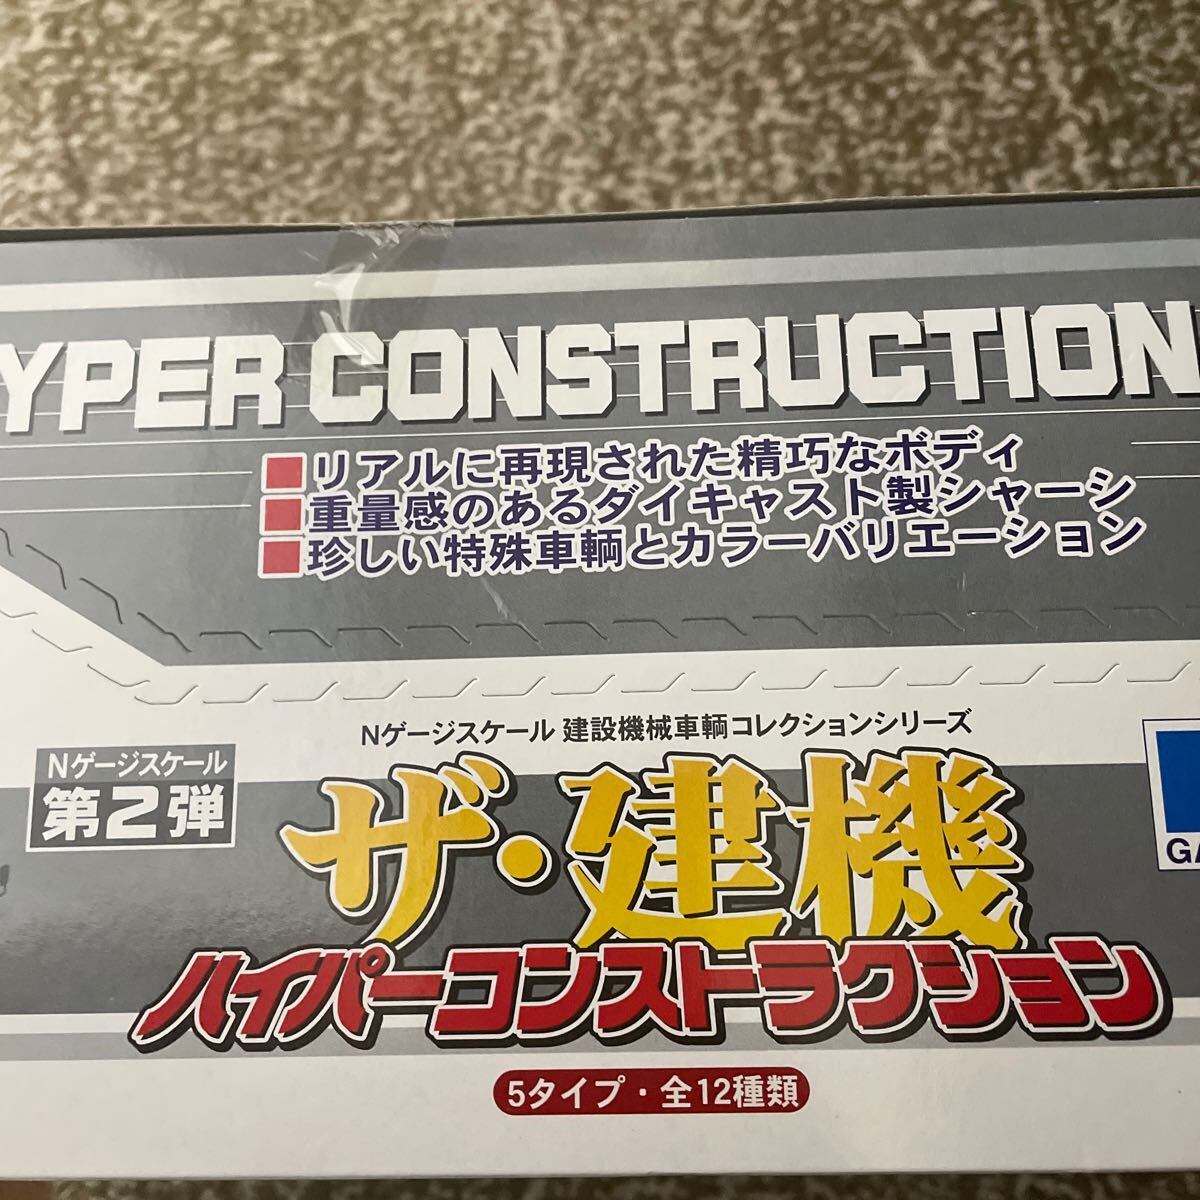 YPER CONSTRUCTION
■リアルに再現された精巧なボディ
■重量感のあるダイキャスト製シャーシ
■珍しい特殊車輌とカラーバリエーション
Nゲージスケール 建設機械車輌コレクションシリーズ
Nゲージスケール
第2弾
ザ・建機
GA
ハイパーコンストラクション
5タイプ・全12種類